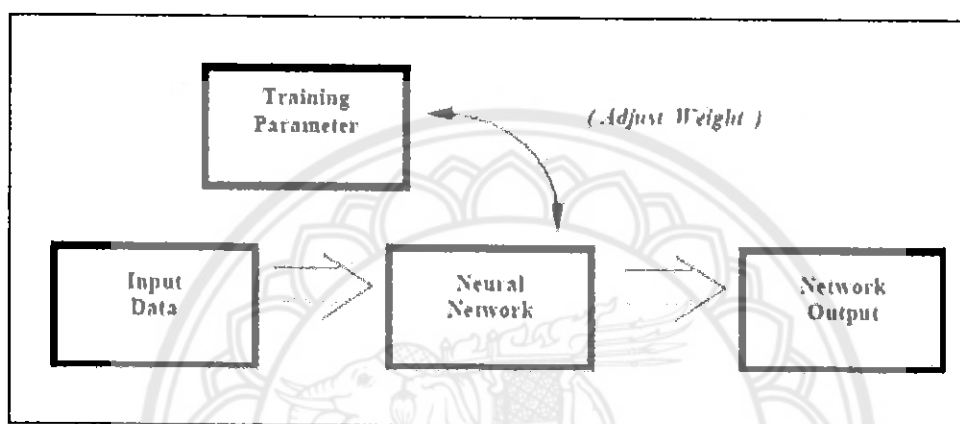 Training
Parameter
( Adjust Weight )
Input
Data
Neural
Network
Network
Output